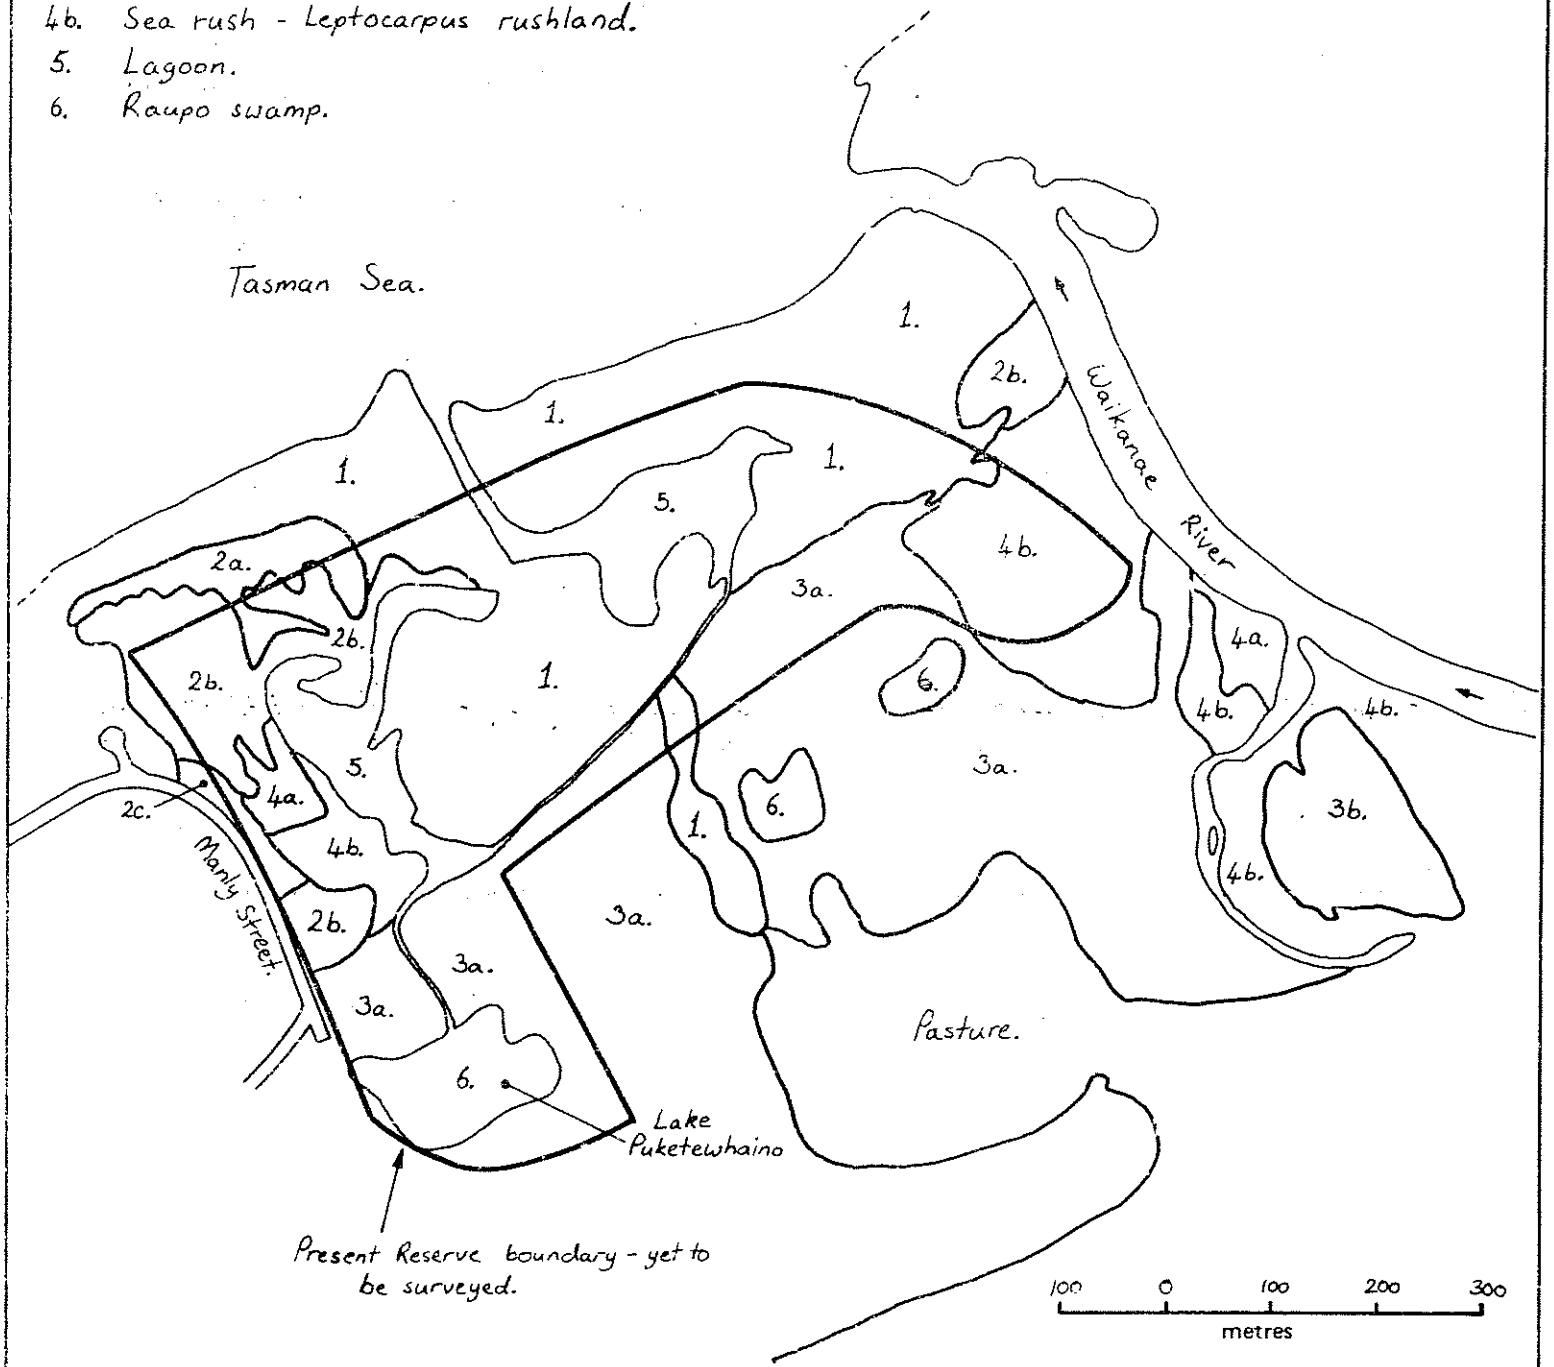 4b. Sea rush - Leptocarpus rushland.
5. Lagoon.
6. Raupo swamp.
Tasman Sea.
1.
2b.
Waikanae
River
1.
1.
1.
5.
4b.
2a.
3a.
2b.
4a.
2b.
1.
6.
4b.
4b.
5.
3a.
2c.
4a.
6.
3b.
1.
4b.
Manly Street.
4b.
2b.
3a.
3a.
3a.
Pasture.
6.
Lake
Puketewhaino
Present Reserve boundary - yet to
be surveyed.
100 0 100 200 300
metres